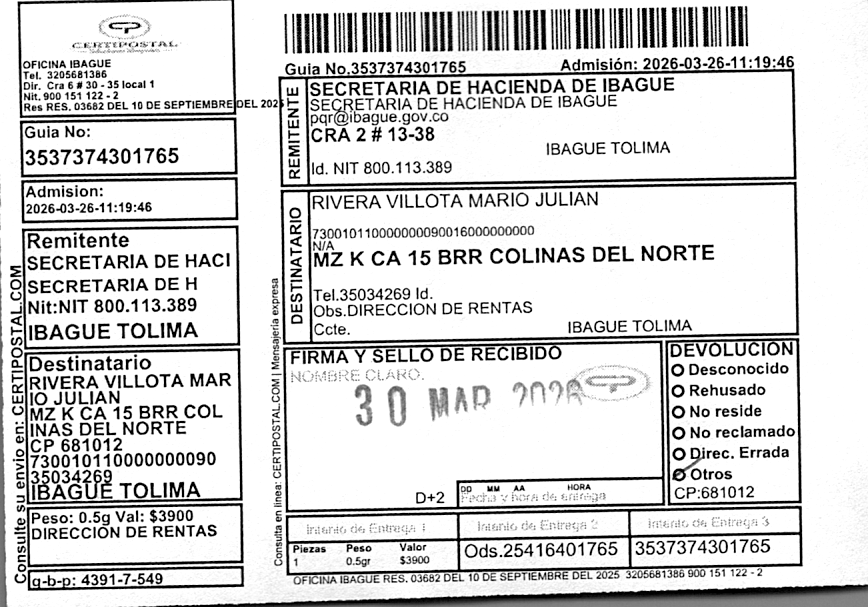 CERTIPOSTAL
OFICINA IBAGUE
Tel. 3205681386
Dir. Cra 6 # 30 - 35 local 1
Nit. 900 151 122 - 2
Res RES. 03682 DEL 10 DE SEPTIEMBRE DEL 2025
Guia No:
3537374301765
Admision:
2026-03-26-11:19:46
Remitente
SECRETARIA DE HACI
SECRETARIA DE H
Nit:NIT 800.113.389
IBAGUE TOLIMA
Destinatario
RIVERA VILLOTA MAR
IO JULIAN
MZ K CA 15 BRR COL
INAS DEL NORTE
CP 681012
730010110000000090
35034269
IBAGUE TOLIMA
Peso: 0.5g Val: $3900
DIRECCIÓN DE RENTAS
g-b-p: 4391-7-549
Consulte su envio en: CERTIPOSTAL.COM
Guia No.3537374301765
Admisión: 2026-03-26-11:19:46
REMITENTE
SECRETARIA DE HACIENDA DE IBAGUE
SECRETARIA DE HACIENDA DE IBAGUE
pqr@ibague.gov.co
CRA 2 # 13-38
IBAGUE TOLIMA
Id. NIT 800.113.389
DESTINATARIO
RIVERA VILLOTA MARIO JULIAN
730010110000000090016000000000
N/A
MZ K CA 15 BRR COLINAS DEL NORTE
Tel.35034269 Id.
Obs.DIRECCION DE RENTAS
Ccte.
IBAGUE TOLIMA
Consulta en linea: CERTIPOSTAL.COM | Mensajería expresa
FIRMA Y SELLO DE RECIBIDO
NOMBRE CLARO.
30 MAR 2026
D+2
DD MM AA HORA
Fecha y hora de entrega
DEVOLUCIÓN
Desconocido
Rehusado
No reside
No reclamado
Direc. Errada
Otros
CP:681012
Intento de Entrega 1
Intento de Entrega 2
Intento de Entrega 3
Piezas Peso Valor
1 0.5gr $3900
Ods.25416401765
3537374301765
OFICINA IBAGUE RES. 03682 DEL 10 DE SEPTIEMBRE DEL 2025 3205681386 900 151 122 - 2